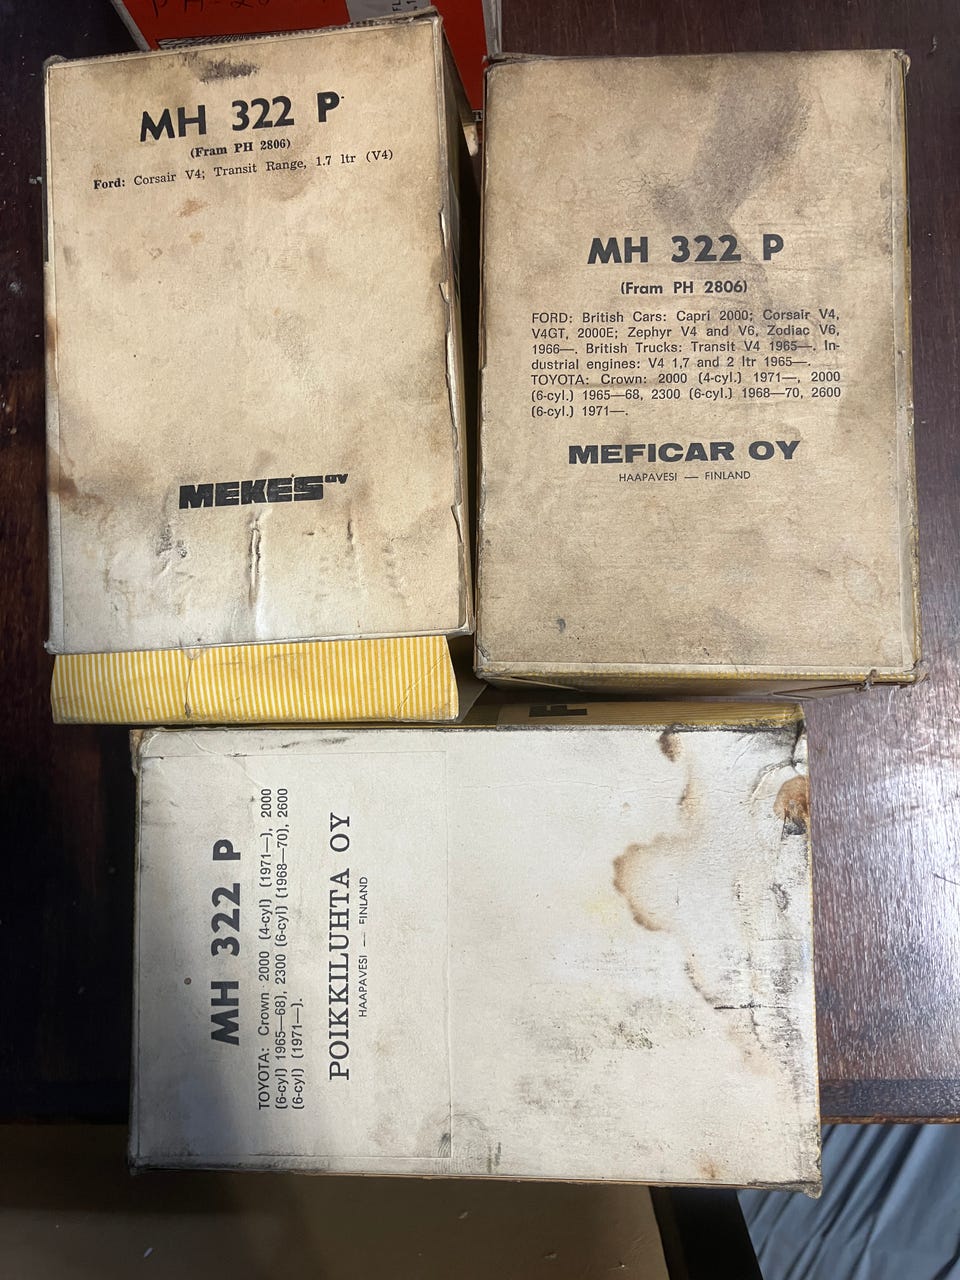 PH-28
MH 322 P
(Fram PH 2806)
Ford: Corsair V4; Transit Range, 1.7 ltr (V4)
MEKES OY
MH 322 P
(Fram PH 2806)
FORD: British Cars: Capri 2000; Corsair V4,
V4GT, 2000E; Zephyr V4 and V6, Zodiac V6,
1966—. British Trucks: Transit V4 1965—. In-
dustrial engines: V4 1,7 and 2 ltr 1965—.
TOYOTA: Crown: 2000 (4-cyl.) 1971—, 2000
(6-cyl.) 1965—68, 2300 (6-cyl.) 1968—70, 2600
(6-cyl.) 1971—.
MEFICAR OY
HAAPAVESI — FINLAND
MH 322 P
TOYOTA: Crown 2000 (4-cyl) (1971—), 2000
(6-cyl) 1965—68), 2300 (6-cyl) (1968—70), 2600
(6-cyl) (1971—).
POIKKILUHTA OY
HAAPAVESI — FINLAND